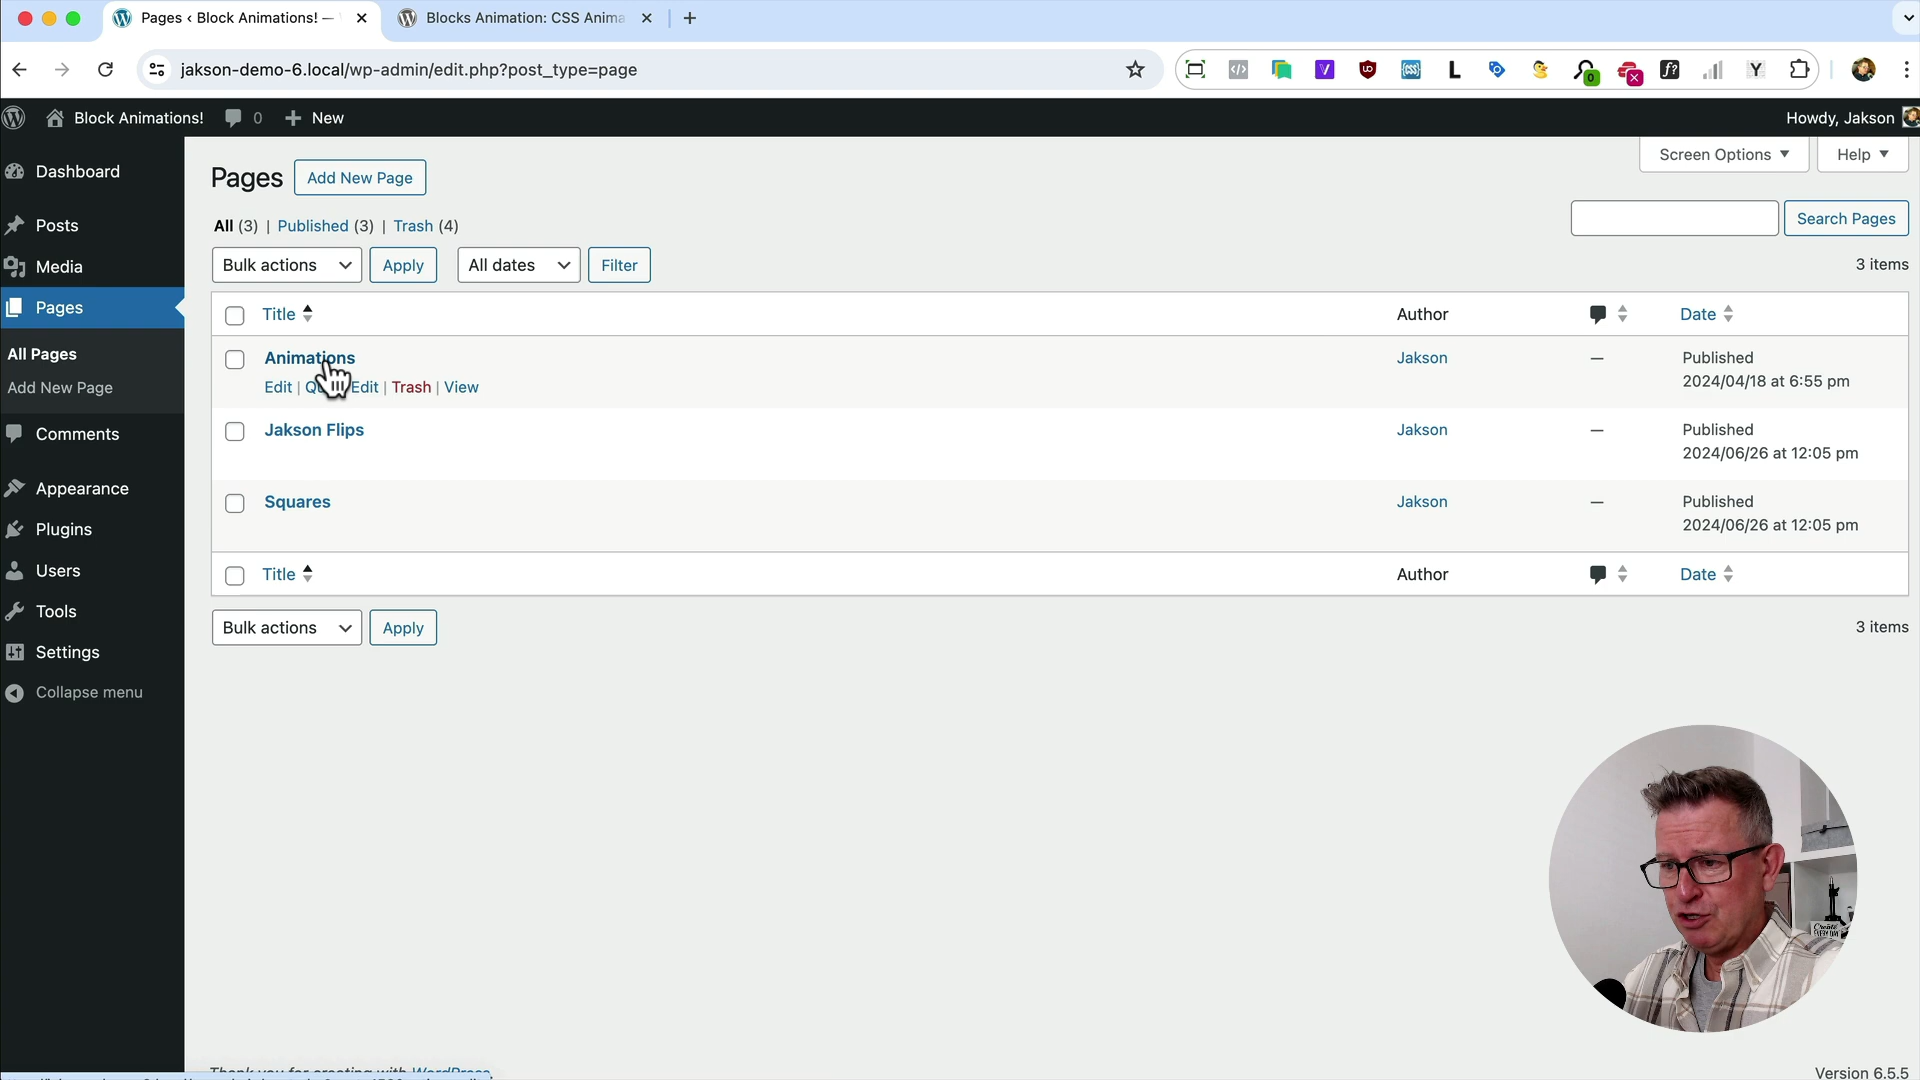 Pages ‹ Block Animations! —
Blocks Animation: CSS Anima
jakson-demo-6.local/wp-admin/edit.php?post_type=page
Block Animations!
0
New
Howdy, Jakson
Dashboard
Posts
Media
Pages
All Pages
Add New Page
Comments
Appearance
Plugins
Users
Tools
Settings
Collapse menu
Pages
Add New Page
Screen Options
Help
All (3) | Published (3) | Trash (4)
Search Pages
Bulk actions
Apply
All dates
Filter
3 items
Title
Author
Date
Animations
Edit | Edit | Trash | View
Jakson
—
Published
2024/04/18 at 6:55 pm
Jakson Flips
Jakson
—
Published
2024/06/26 at 12:05 pm
Squares
Jakson
—
Published
2024/06/26 at 12:05 pm
Title
Author
Date
Bulk actions
Apply
3 items
Thank you for creating with WordPress.
Version 6.5.5